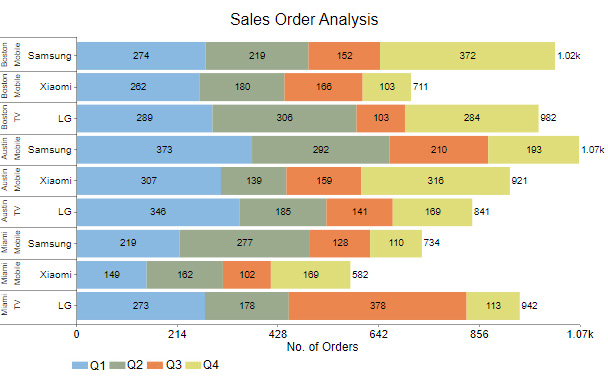 Sales Order Analysis
Boston Mobile Samsung 274 219 152 372 1.02k
Boston Mobile Xiaomi 262 180 166 103 711
Boston TV LG 289 306 103 284 982
Austin Mobile Samsung 373 292 210 193 1.07k
Austin Mobile Xiaomi 307 139 159 316 921
Austin TV LG 346 185 141 169 841
Miami Mobile Samsung 219 277 128 110 734
Miami Mobile Xiaomi 149 162 102 169 582
Miami TV LG 273 178 378 113 942
0 214 428 642 856 1.07k
No. of Orders
Q1 Q2 Q3 Q4